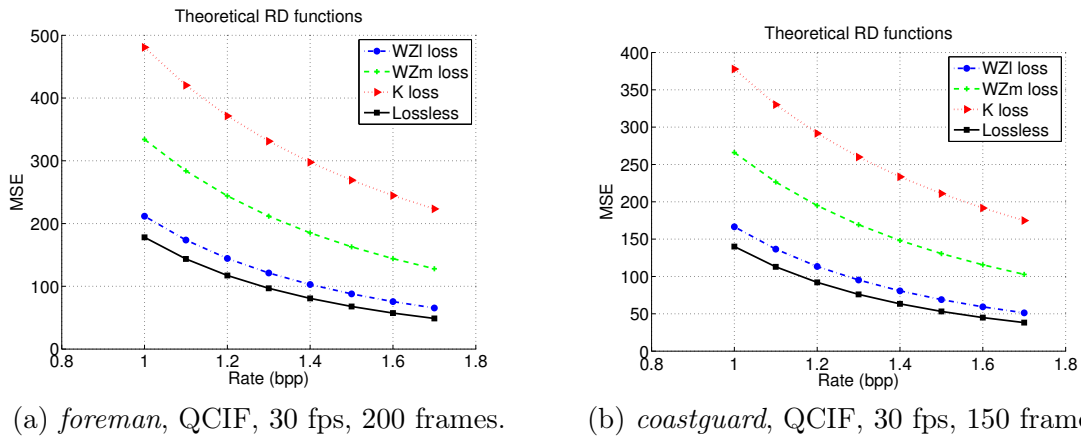 Theoretical RD functions
500
400
300
200
100
0
MSE
WZl loss
WZm loss
K loss
Lossless
0.8 1 1.2 1.4 1.6 1.8
Rate (bpp)
(a) foreman, QCIF, 30 fps, 200 frames.
Theoretical RD functions
400
350
300
250
200
150
100
50
0
MSE
WZl loss
WZm loss
K loss
Lossless
0.8 1 1.2 1.4 1.6 1.8
Rate (bpp)
(b) coastguard, QCIF, 30 fps, 150 frame